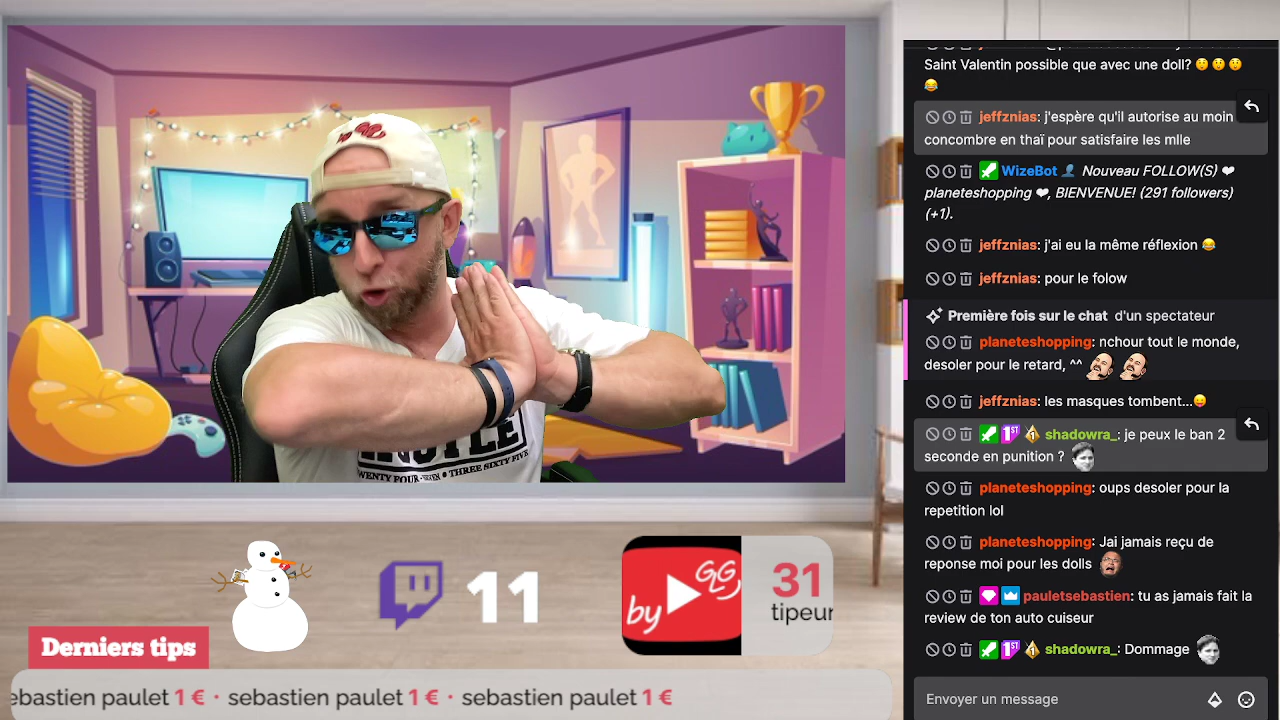 Saint Valentin possible que avec une doll?
jeffznias: j'espère qu'il autorise au moin
concombre en thaï pour satisfaire les mlle
WizeBot Nouveau FOLLOW(S) ❤
planeteshopping ❤, BIENVENUE! (291 followers)
(+1).
jeffznias: j'ai eu la même réflexion 😂
jeffznias: pour le folow
Première fois sur le chat d'un spectateur
planeteshopping: nchour tout le monde,
desoler pour le retard, ^^
jeffznias: les masques tombent...😛
1ST shadowra_: je peux le ban 2
seconde en punition ?
planeteshopping: oups desoler pour la
repetition lol
planeteshopping: Jai jamais reçu de
reponse moi pour les dolls
pauletsebastien: tu as jamais fait la
review de ton auto cuiseur
1ST shadowra_: Dommage
Envoyer un message
TWENTY FOUR-SEVEN • THREE SIXTY FIVE
11
by GG
31
tipeur
Derniers tips
ebastien paulet 1 € · sebastien paulet 1 € · sebastien paulet 1 €